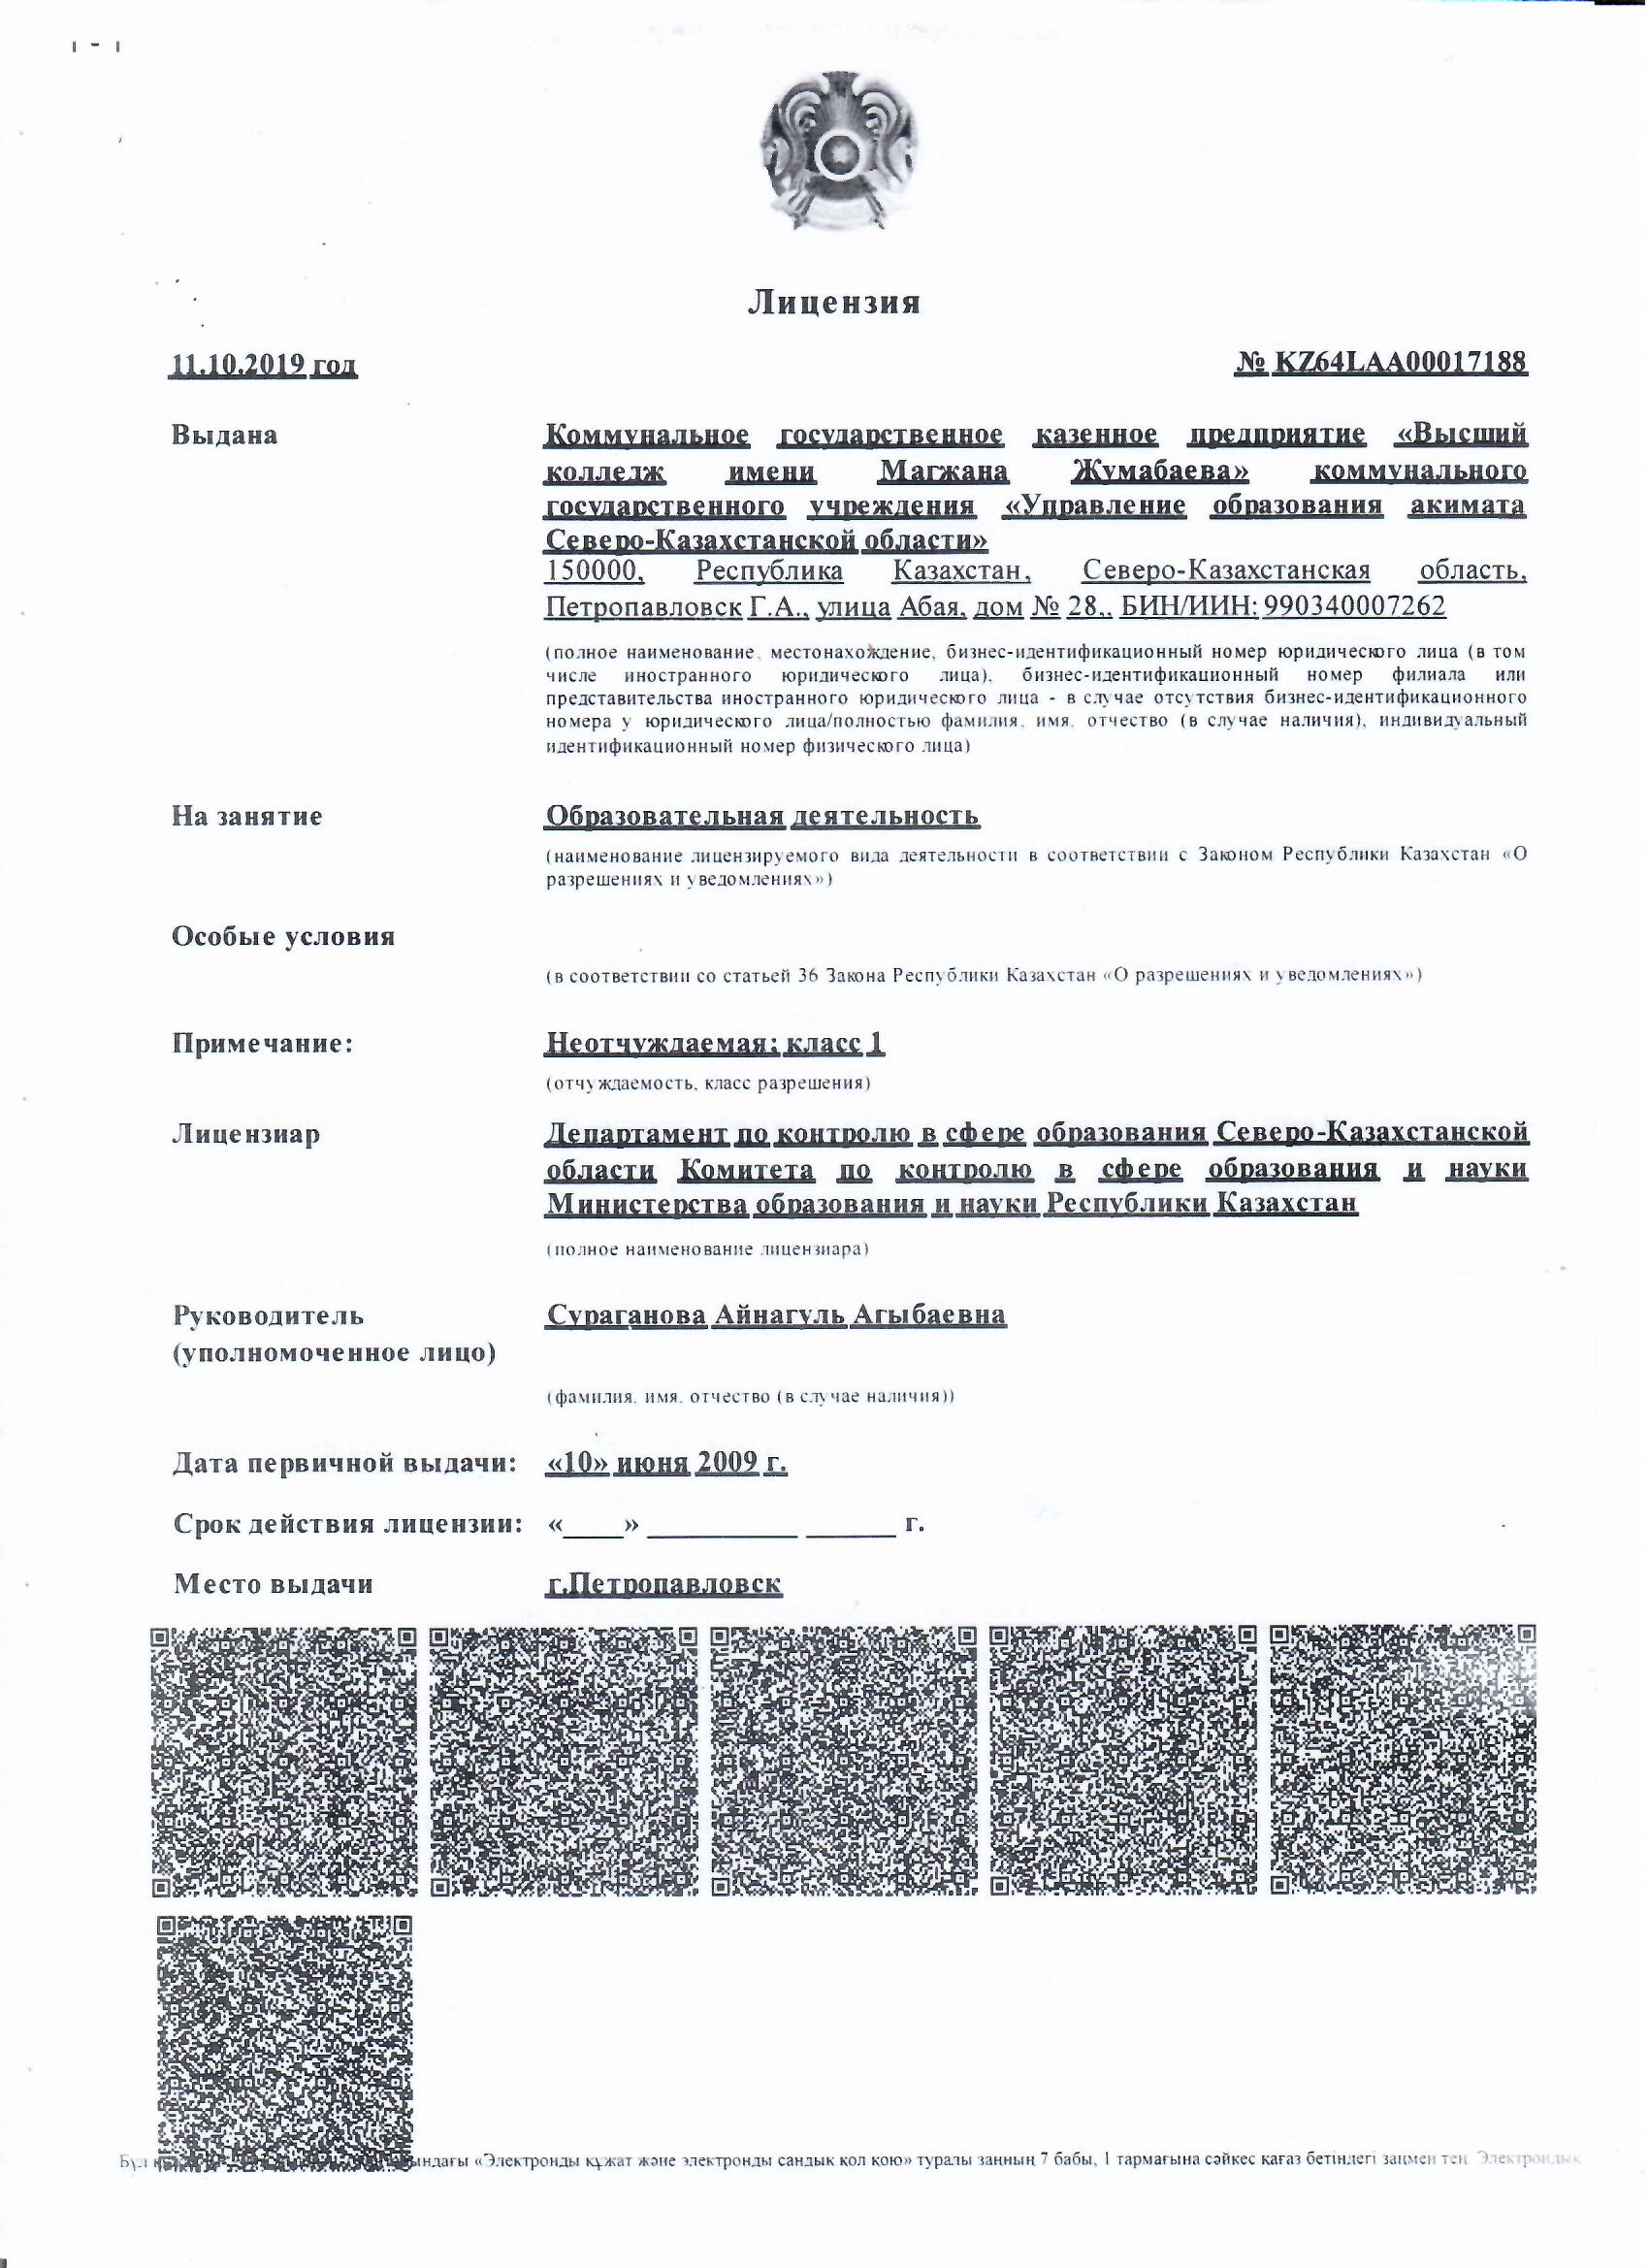 Лицензия
11.10.2019 год
№ KZ64LAA00017188
Выдана
Коммунальное государственное казенное предприятие «Высший
колледж имени Магжана Жумабаева» коммунального
государственного учреждения «Управление образования акимата
Северо-Казахстанской области»
150000, Республика Казахстан, Северо-Казахстанская область,
Петропавловск Г.А., улица Абая, дом № 28,, БИН/ИИН: 990340007262
(полное наименование, местонахождение, бизнес-идентификационный номер юридического лица (в том
числе иностранного юридического лица), бизнес-идентификационный номер филиала или
представительства иностранного юридического лица - в случае отсутствия бизнес-идентификационного
номера у юридического лица/полностью фамилия, имя, отчество (в случае наличия), индивидуальный
идентификационный номер физического лица)
На занятие
Образовательная деятельность
(наименование лицензируемого вида деятельности в соответствии с Законом Республики Казахстан «О
разрешениях и уведомлениях»)
Особые условия
(в соответствии со статьей 36 Закона Республики Казахстан «О разрешениях и уведомлениях»)
Примечание:
Неотчуждаемая; класс 1
(отчуждаемость, класс разрешения)
Лицензиар
Департамент по контролю в сфере образования Северо-Казахстанской
области Комитета по контролю в сфере образования и науки
Министерства образования и науки Республики Казахстан
(полное наименование лицензиара)
Руководитель
(уполномоченное лицо)
Сураганова Айнагуль Агыбаевна
(фамилия, имя, отчество (в случае наличия))
Дата первичной выдачи: «10» июня 2009 г.
Срок действия лицензии: «____» __________ ______ г.
Место выдачи
г.Петропавловск
Бұл «Электронды құжат және электронды сандық қол қою» туралы заңның 7 бабы, 1 тармағына сәйкес қағаз бетіндегі заңмен тең. Электрондық